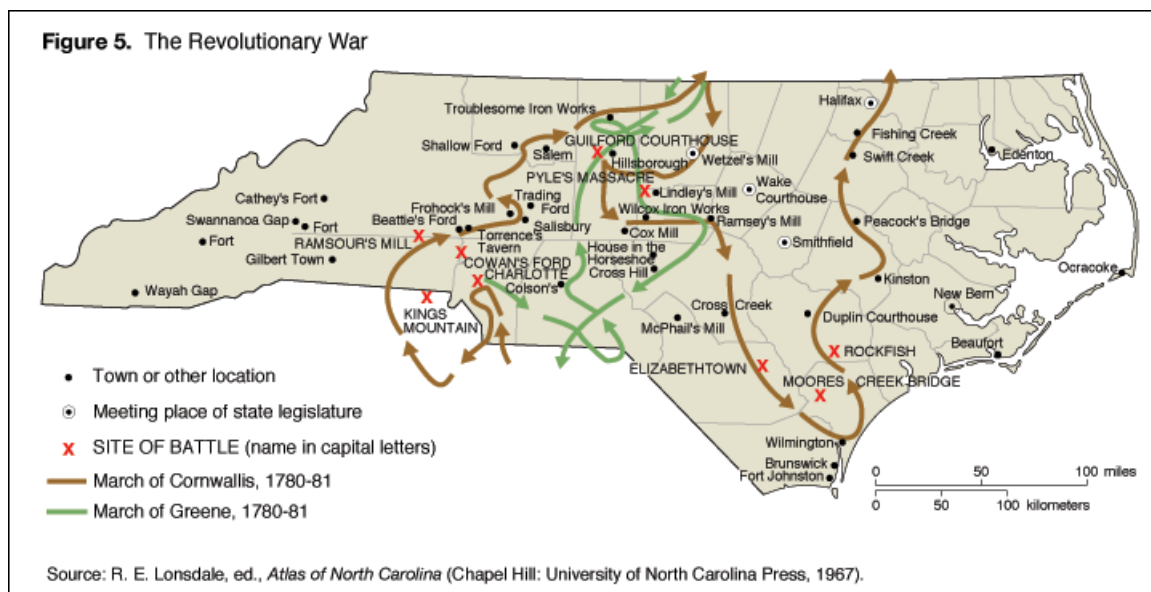 Figure 5. The Revolutionary War
Troublesome Iron Works
Halifax
Shallow Ford
Salem
GUILFORD COURTHOUSE
Hillsborough
Wetzel's Mill
Fishing Creek
Swift Creek
Edenton
PYLE'S MASSACRE
Lindley's Mill
Wake
Courthouse
Cathey's Fort
Trading
Ford
Frohock's Mill
Swannanoa Gap
Fort
Beattie's Ford
Salisbury
Wilcox Iron Works
Ramsey's Mill
Peacock's Bridge
Fort
RAMSOUR'S MILL
Torrence's
Tavern
Cox Mill
Smithfield
Gilbert Town
COWAN'S FORD
House in the
Horseshoe
CHARLOTTE
Cross Hill
Kinston
Ocracoke
Wayah Gap
Colson's
New Bern
KINGS
MOUNTAIN
Cross Creek
McPhail's Mill
Duplin Courthouse
Beaufort
ROCKFISH
ELIZABETHTOWN
MOORES CREEK BRIDGE
Wilmington
Brunswick
Fort Johnston
Town or other location
Meeting place of state legislature
X SITE OF BATTLE (name in capital letters)
March of Cornwallis, 1780-81
March of Greene, 1780-81
0 50 100 miles
0 50 100 kilometers
Source: R. E. Lonsdale, ed., Atlas of North Carolina (Chapel Hill: University of North Carolina Press, 1967).